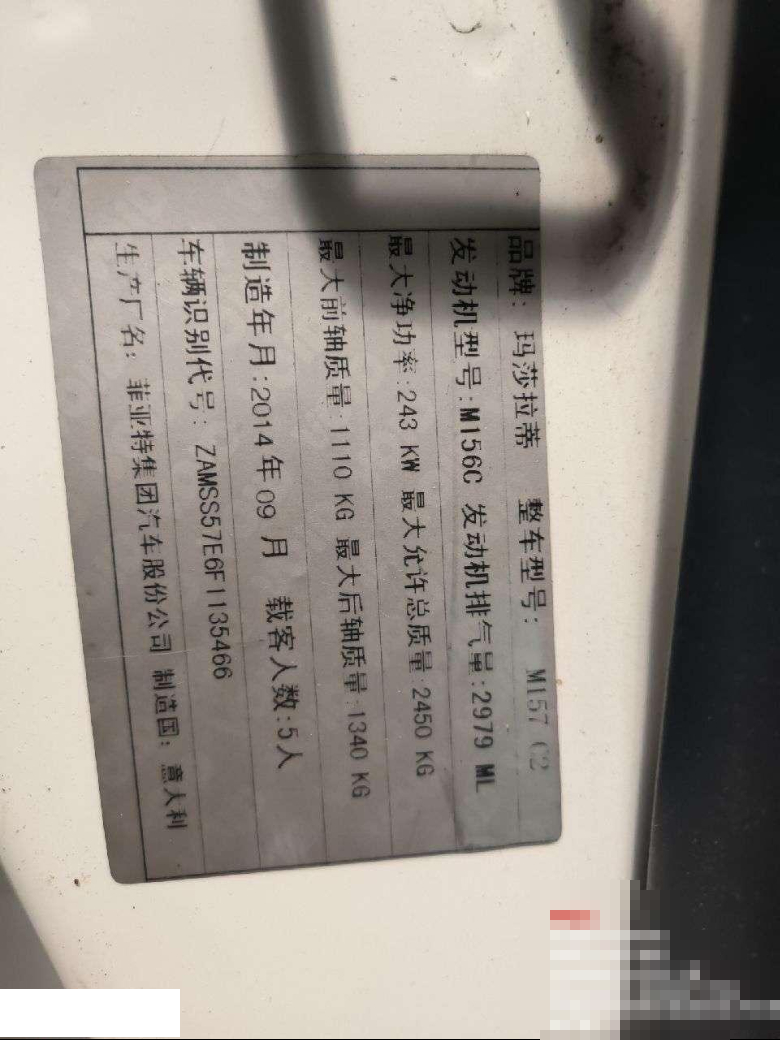 品牌: 玛莎拉蒂 整车型号: M157 C2
发动机型号:M156C 发动机排气量:2979 ML
最大净功率:243 KW 最大允许总质量:2450 KG
最大前轴质量:1110 KG 最大后轴质量:1340 KG
制造年月:2014年09月 载客人数:5人
车辆识别代号: ZAMSS57E6F1135466
生产厂名: 菲亚特集团汽车股份公司 制造国: 意大利